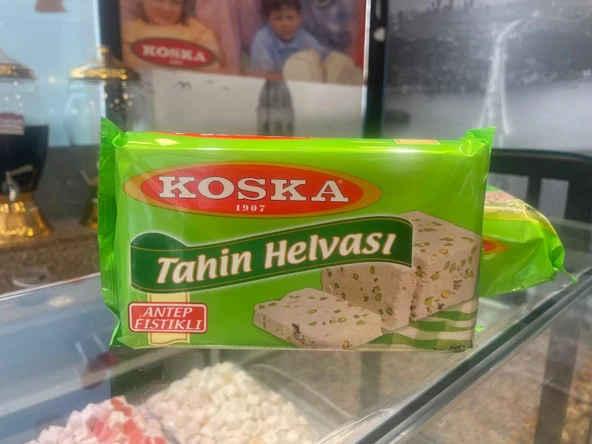 KOSKA
KOSKA
1907
Tahin Helvası
ANTEP
FISTIKLI